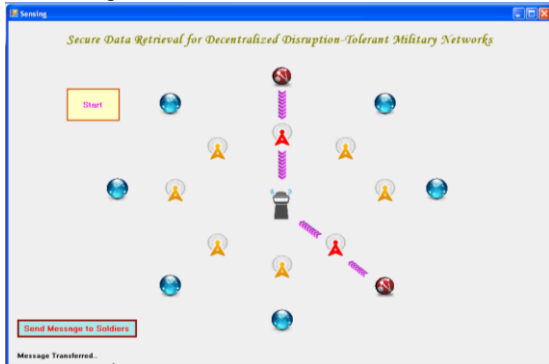 Sensing
Secure Data Retrieval for Decentralized Disruption-Tolerant Military Networks
Start
Send Message to Soldiers
Message Transferred..